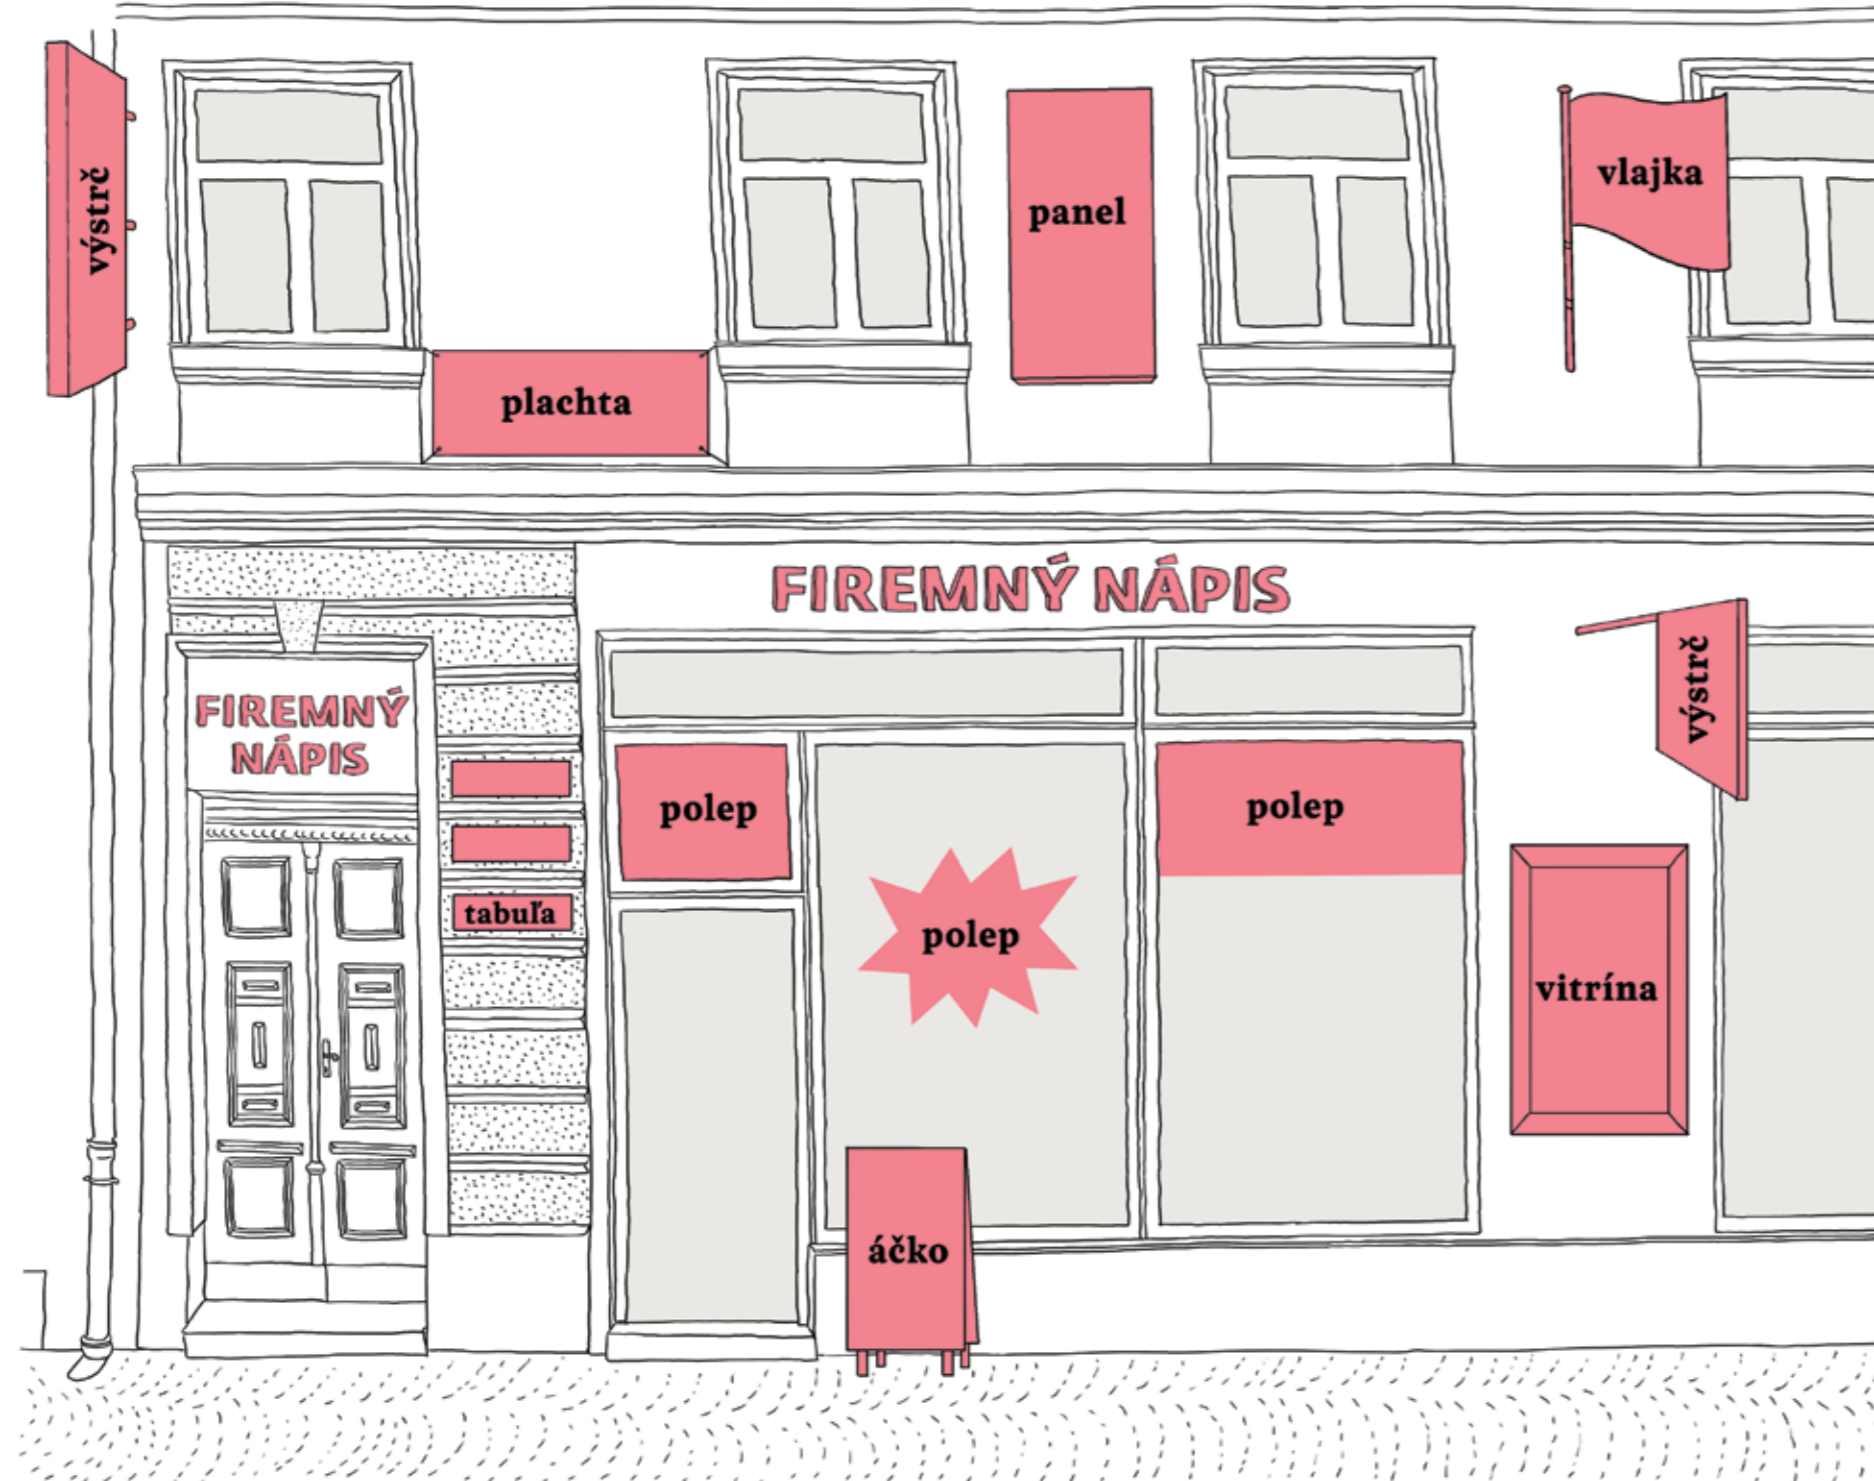 výstrč
panel
vlajka
plachta
FIREMNÝ NÁPIS
výstrč
FIREMNÝ
NÁPIS
polep
polep
tabuľa
polep
vitrína
áčko